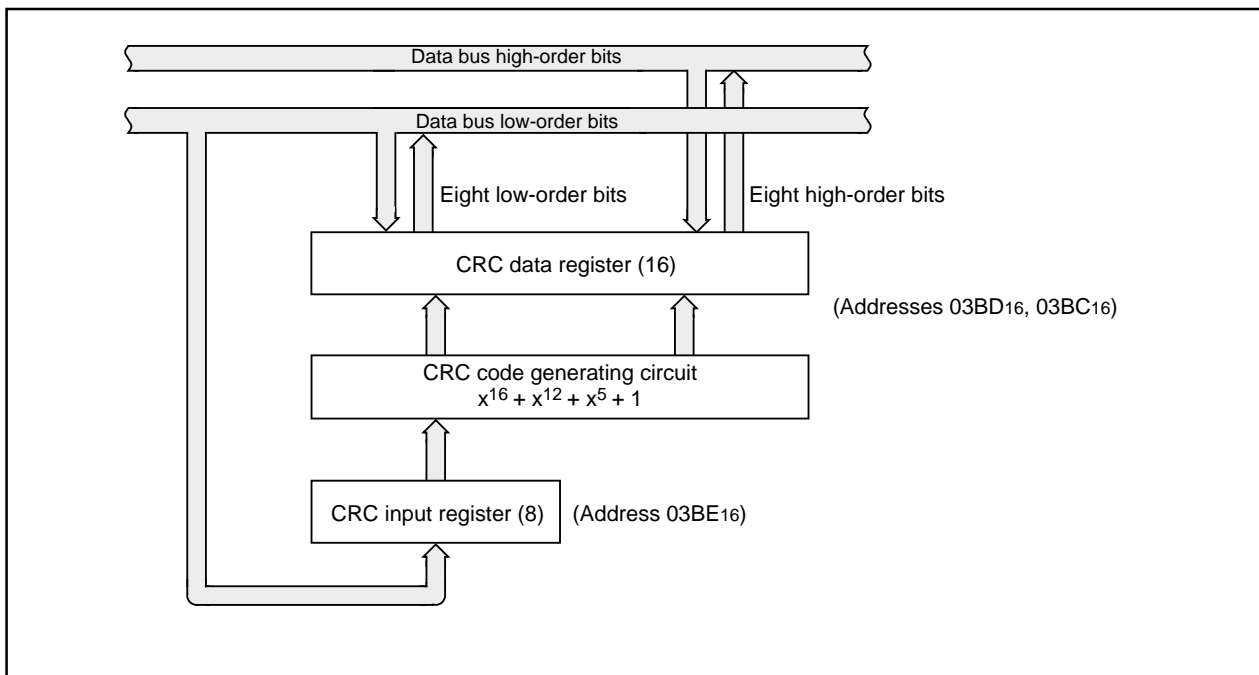 Data bus high-order bits
Data bus low-order bits
Eight low-order bits
Eight high-order bits
CRC data register (16)
(Addresses 03BD16, 03BC16)
CRC code generating circuit
x16 + x12 + x5 + 1
CRC input register (8)
(Address 03BE16)